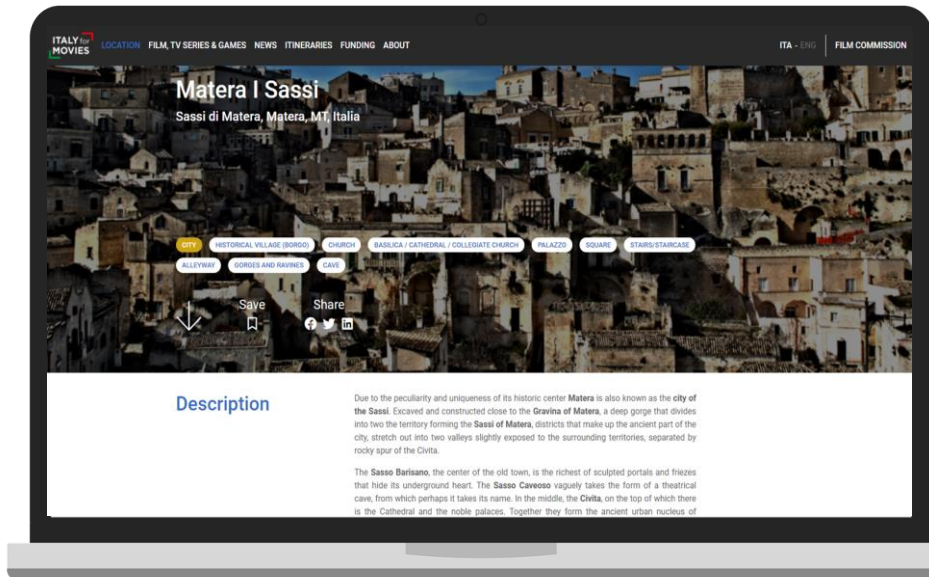 ITALY for
MOVIES
LOCATION FILM, TV SERIES & GAMES NEWS ITINERARIES FUNDING ABOUT
ITA - ENG FILM COMMISSION
Matera I Sassi
Sassi di Matera, Matera, MT, Italia
CITY HISTORICAL VILLAGE (BORGO) CHURCH BASILICA / CATHEDRAL / COLLEGIATE CHURCH PALAZZO SQUARE STAIRS/STAIRCASE
ALLEYWAY GORGES AND RAVINES CAVE
Save Share
Description
Due to the peculiarity and uniqueness of its historic center Matera is also known as the city of
the Sassi. Excaved and constructed close to the Gravina of Matera, a deep gorge that divides
into two the territory forming the Sassi of Matera, districts that make up the ancient part of the
city, stretch out into two valleys slightly exposed to the surrounding territories, separated by
rocky spur of the Civita.
The Sasso Barisano, the center of the old town, is the richest of sculpted portals and friezes
that hide its underground heart. The Sasso Caveoso vaguely takes the form of a theatrical
cave, from which perhaps it takes its name. In the middle, the Civita, on the top of which there
is the Cathedral and the noble palaces. Together they form the ancient urban nucleus of